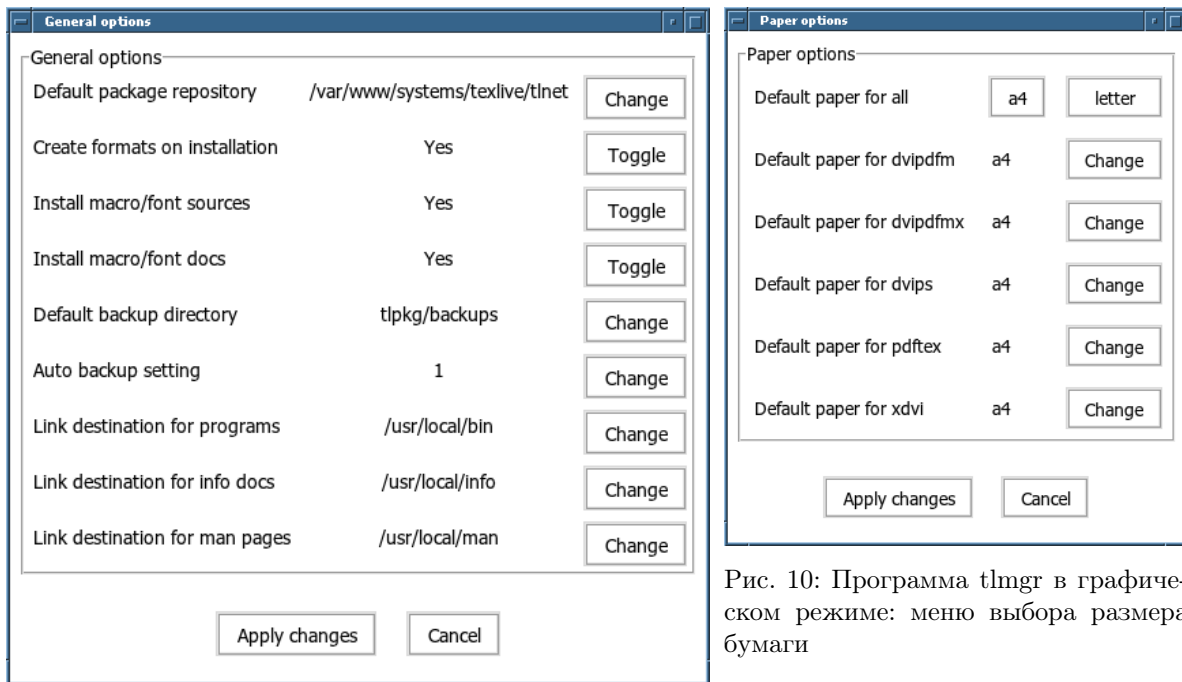 General options
General options
Default package repository /var/www/systems/texlive/tlnet Change
Create formats on installation Yes Toggle
Install macro/font sources Yes Toggle
Install macro/font docs Yes Toggle
Default backup directory tlpkg/backups Change
Auto backup setting 1 Change
Link destination for programs /usr/local/bin Change
Link destination for info docs /usr/local/info Change
Link destination for man pages /usr/local/man Change
Apply changes Cancel
Paper options
Paper options
Default paper for all a4 letter
Default paper for dvipdfm a4 Change
Default paper for dvipdfmx a4 Change
Default paper for dvips a4 Change
Default paper for pdftex a4 Change
Default paper for xdvi a4 Change
Apply changes Cancel
Рис. 10: Программа tlmgr в графиче-
ском режиме: меню выбора размера
бумаги